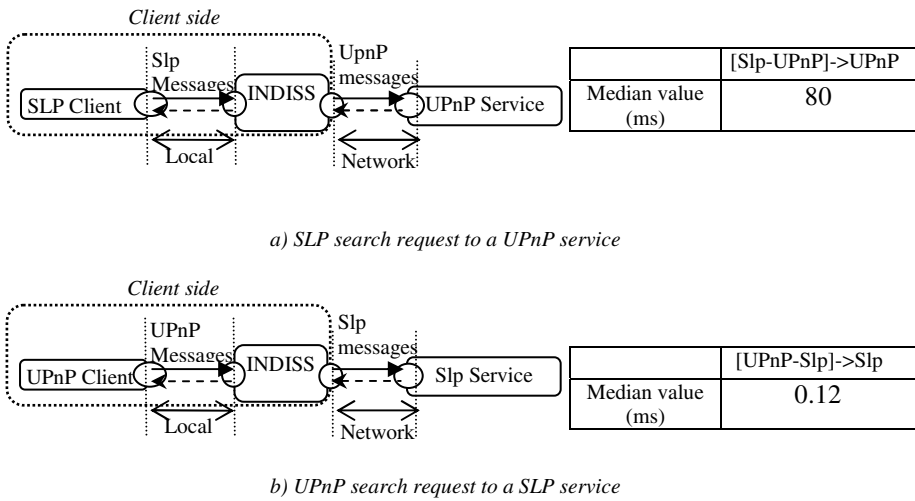 Client side
Slp
Messages
UpnP
messages
SLP Client
INDISS
UPnP Service
Local
Network
[Slp-UPnP]->UPnP
Median value
(ms)
80
a) SLP search request to a UPnP service
Client side
UPnP
Messages
Slp
messages
UPnP Client
INDISS
Slp Service
Local
Network
[UPnP-Slp]->Slp
Median value
(ms)
0.12
b) UPnP search request to a SLP service